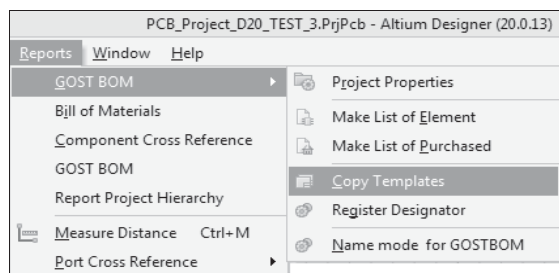 PCB_Project_D20_TEST_3.PrjPcb - Altium Designer (20.0.13)
Reports Window Help
GOST BOM
Bill of Materials
Component Cross Reference
GOST BOM
Report Project Hierarchy
Measure Distance Ctrl+M
Port Cross Reference
Project Properties
Make List of Element
Make List of Purchased
Copy Templates
Register Designator
Name mode for GOSTBOM